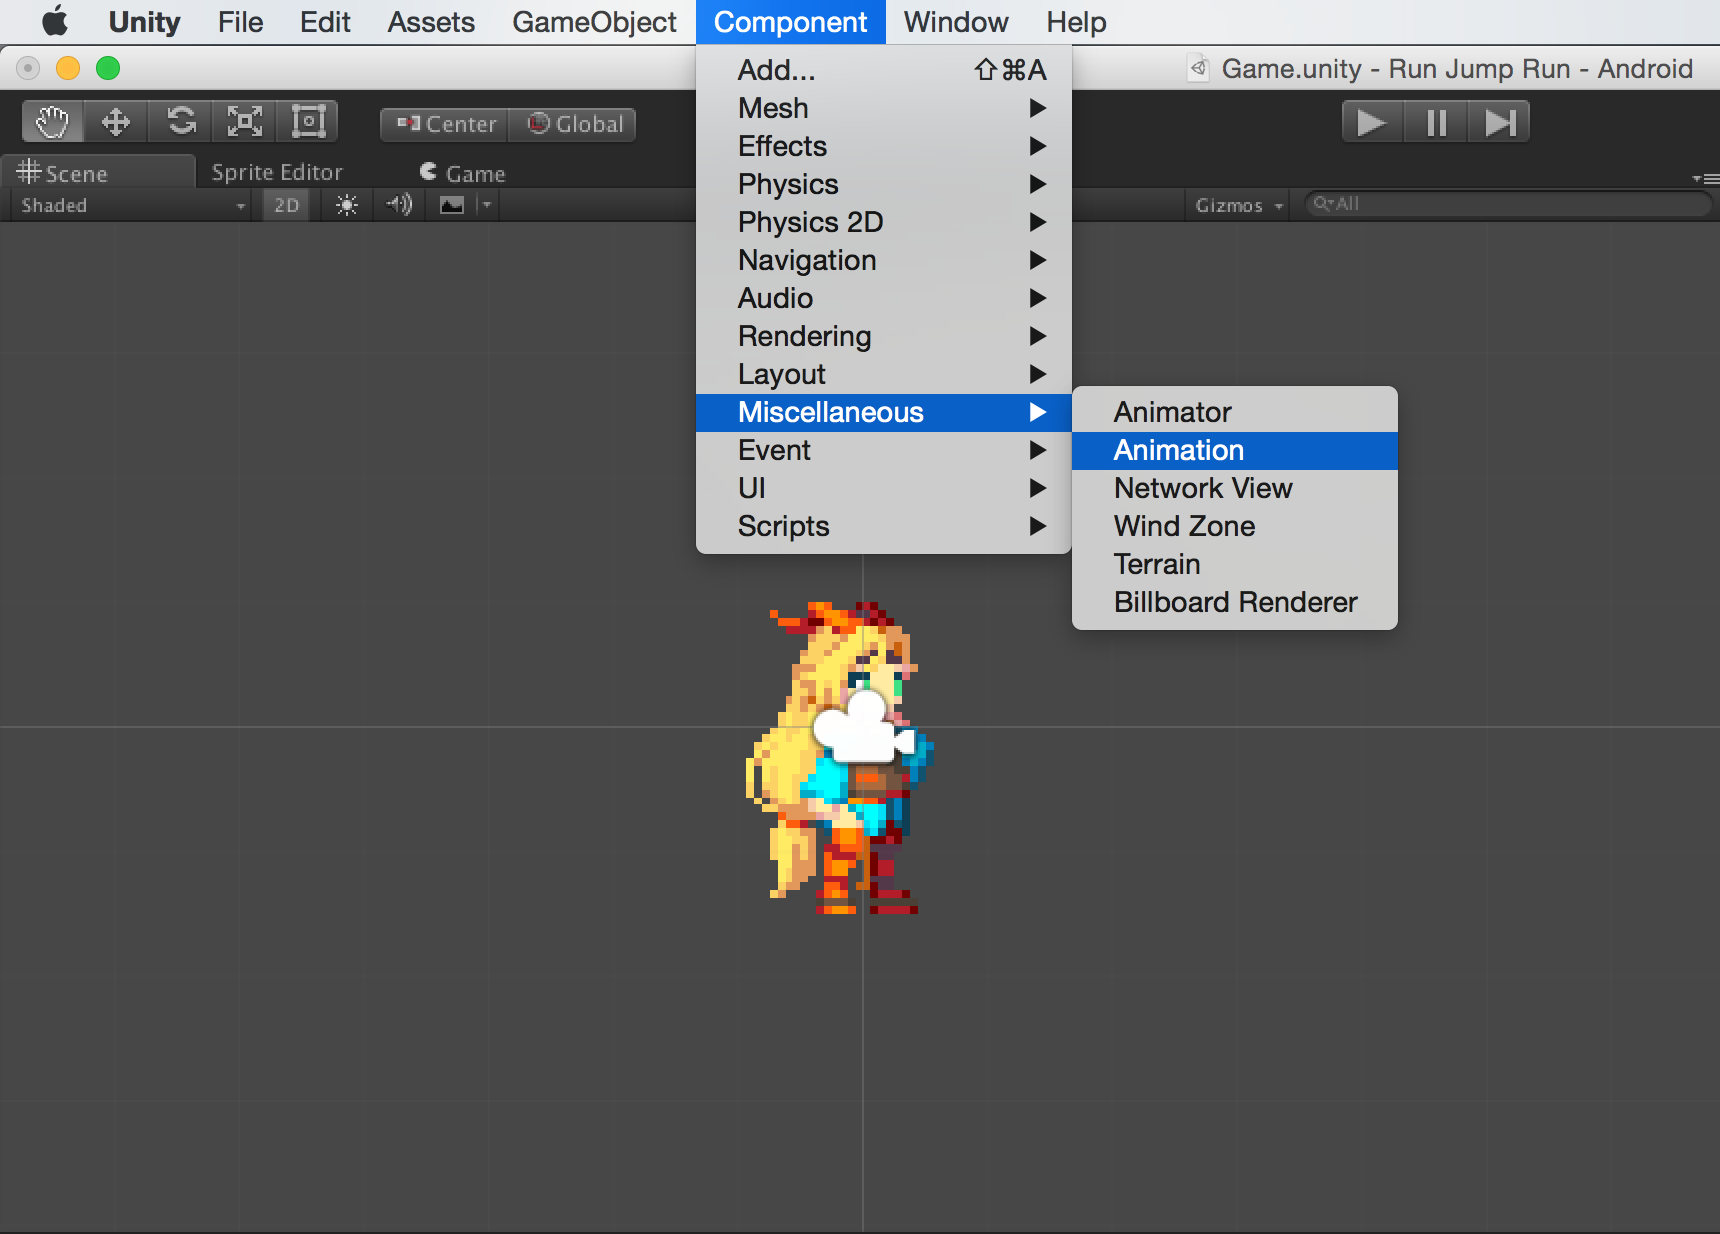 Unity File Edit Assets GameObject Component Window Help
Game.unity - Run Jump Run - Android
Center Global
Scene Sprite Editor Game
Shaded 2D Gizmos All
Add... ⇧⌘A
Mesh
Effects
Physics
Physics 2D
Navigation
Audio
Rendering
Layout
Miscellaneous
Event
UI
Scripts
Animator
Animation
Network View
Wind Zone
Terrain
Billboard Renderer